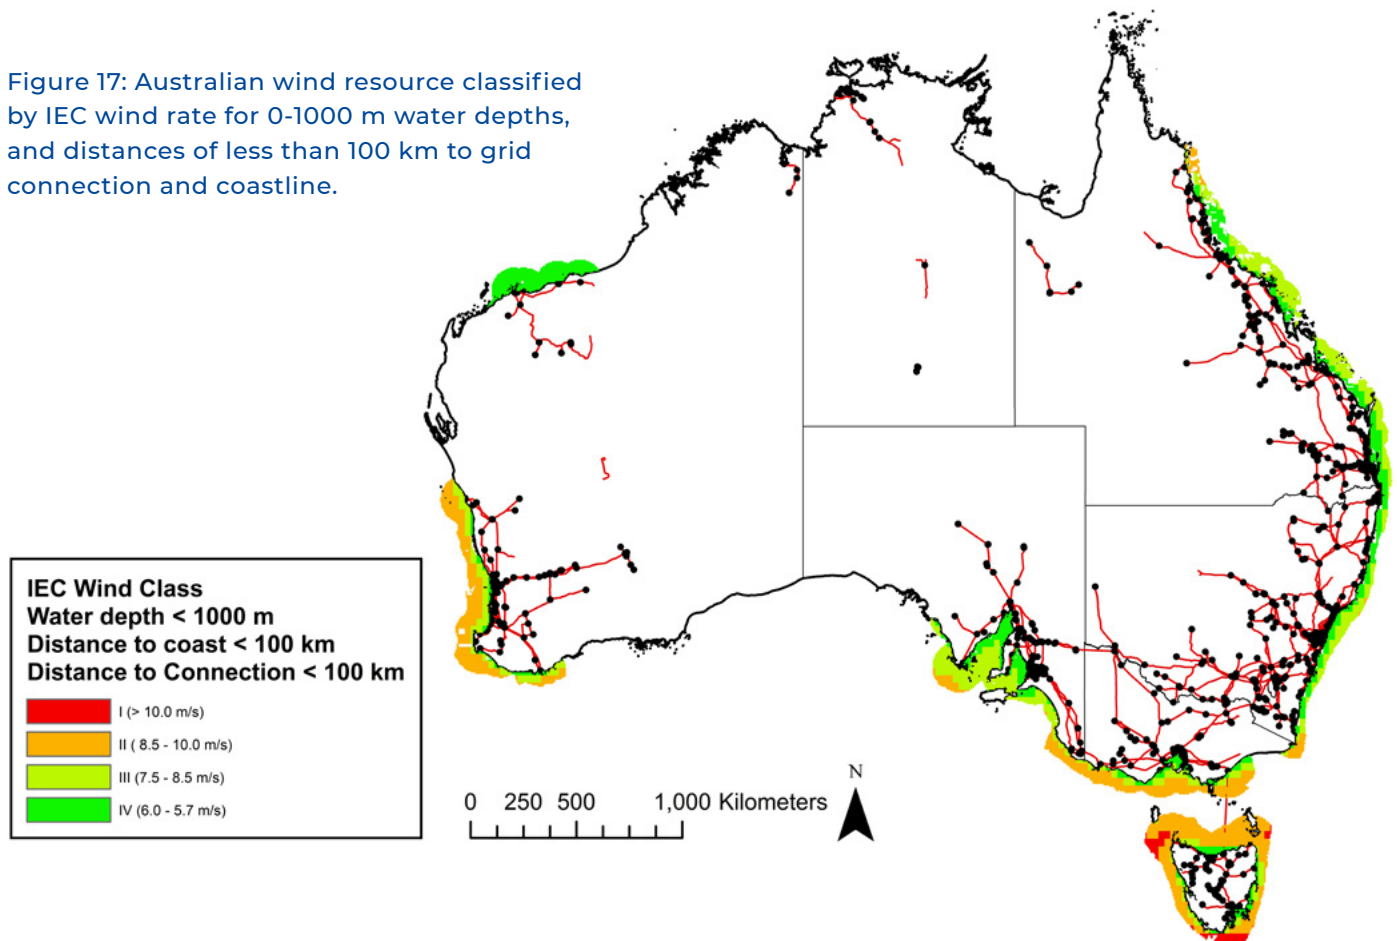 Figure 17: Australian wind resource classified
by IEC wind rate for 0-1000 m water depths,
and distances of less than 100 km to grid
connection and coastline.
IEC Wind Class
Water depth < 1000 m
Distance to coast < 100 km
Distance to Connection < 100 km
I (> 10.0 m/s)
II ( 8.5 - 10.0 m/s)
III (7.5 - 8.5 m/s)
IV (6.0 - 5.7 m/s)
0 250 500 1,000 Kilometers
N